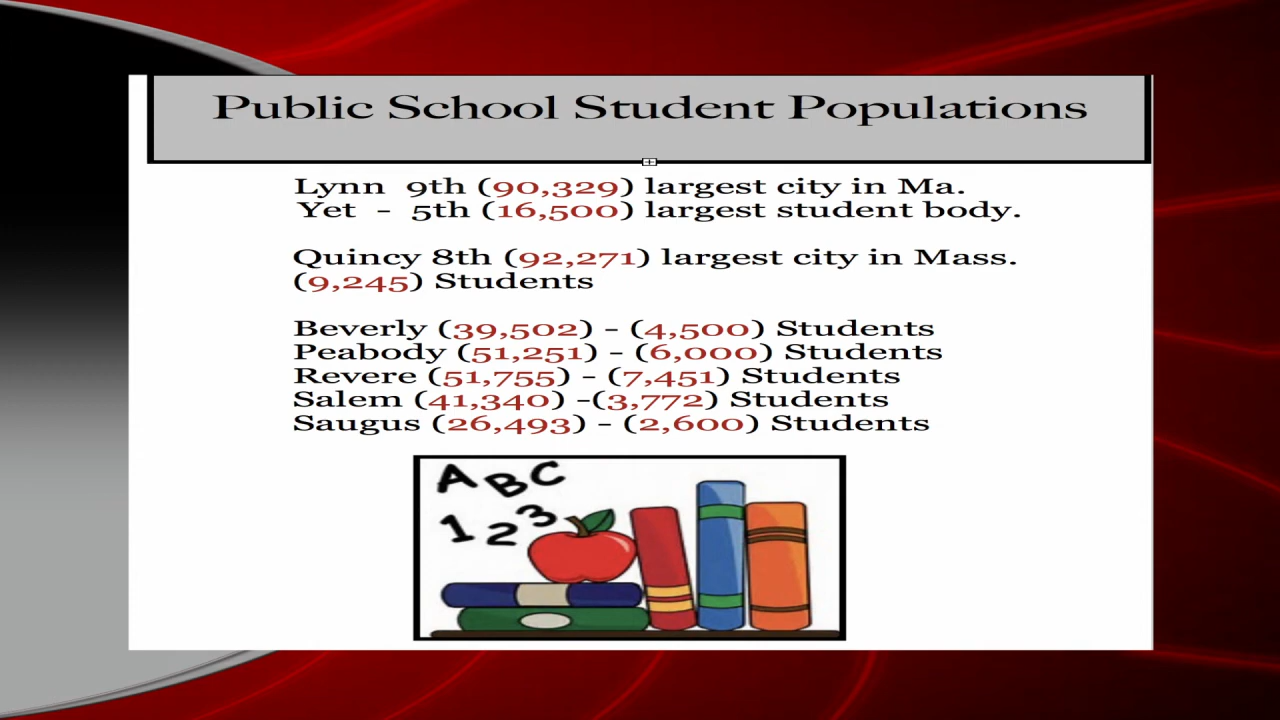 Public School Student Populations
Lynn 9th (90,329) largest city in Ma.
Yet - 5th (16,500) largest student body.
Quincy 8th (92,271) largest city in Mass.
(9,245) Students
Beverly (39,502) - (4,500) Students
Peabody (51,251) - (6,000) Students
Revere (51,755) - (7,451) Students
Salem (41,340) -(3,772) Students
Saugus (26,493) - (2,600) Students
A B C
1 2 3